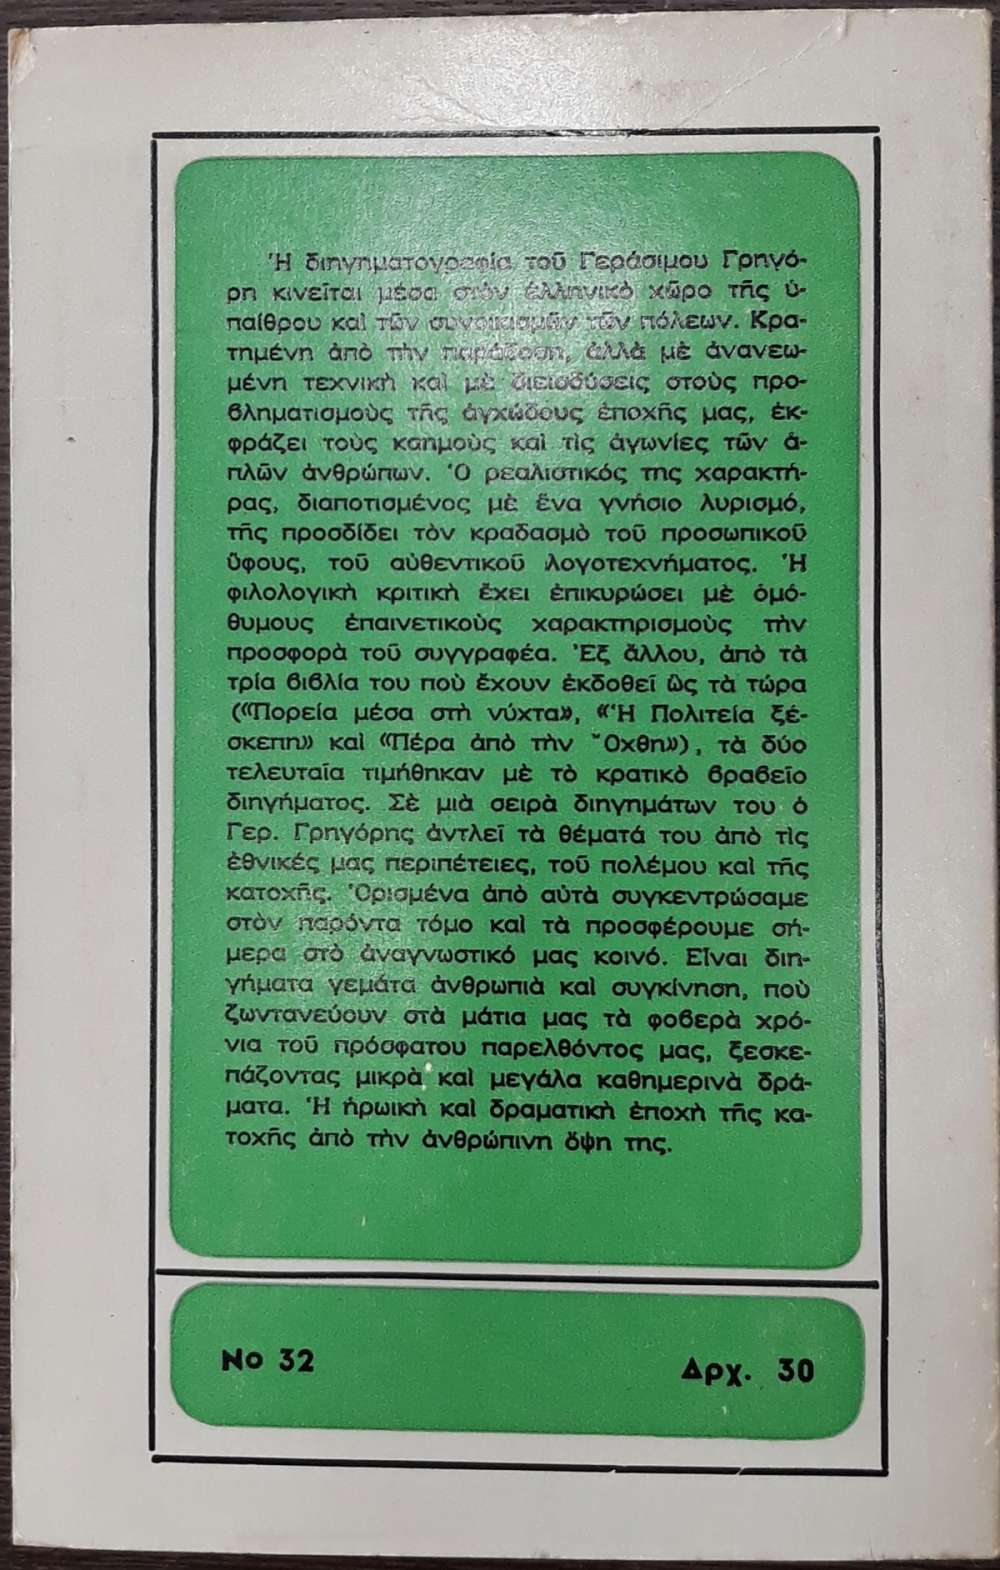 Ἡ διηγηματογραφία τοῦ Γεράσιμου Γρηγό-
ρη κινεῖται μέσα στὸν ἑλληνικὸ χῶρο τῆς ὑ-
παίθρου καὶ τῶν συνοικισμῶν τῶν πόλεων. Κρα-
τημένη ἀπὸ τὴν παράδοση, ἀλλὰ μὲ ἀνανεω-
μένη τεχνικὴ καὶ μὲ διεισδύσεις στοὺς προ-
βληματισμοὺς τῆς ἀγχώδους ἐποχῆς μας, ἐκ-
φράζει τοὺς καημοὺς καὶ τὶς ἀγωνίες τῶν ἁ-
πλῶν ἀνθρώπων. Ὁ ρεαλιστικός της χαρακτή-
ρας, διαποτισμένος μὲ ἕνα γνήσιο λυρισμό,
τῆς προσδίδει τὸν κραδασμὸ τοῦ προσωπικοῦ
ὕφους, τοῦ αὐθεντικοῦ λογοτεχνήματος. Ἡ
φιλολογικὴ κριτικὴ ἔχει ἐπικυρώσει μὲ ὁμό-
θυμους ἐπαινετικοὺς χαρακτηρισμοὺς τὴν
προσφορὰ τοῦ συγγραφέα. Ἐξ ἄλλου, ἀπὸ τὰ
τρία βιβλία του ποὺ ἔχουν ἐκδοθεῖ ὣς τὰ τώρα
(«Πορεία μέσα στὴ νύχτα», «Ἡ Πολιτεία ξέ-
σκεπη» καὶ «Πέρα ἀπὸ τὴν Ὄχθη»), τὰ δύο
τελευταῖα τιμήθηκαν μὲ τὸ κρατικὸ βραβεῖο
διηγήματος. Σὲ μιὰ σειρὰ διηγημάτων του ὁ
Γερ. Γρηγόρης ἀντλεῖ τὰ θέματά του ἀπὸ τὶς
ἐθνικές μας περιπέτειες, τοῦ πολέμου καὶ τῆς
κατοχῆς. Ὁρισμένα ἀπὸ αὐτὰ συγκεντρώσαμε
στὸν παρόντα τόμο καὶ τὰ προσφέρουμε σή-
μερα στὸ ἀναγνωστικό μας κοινό. Εἶναι διη-
γήματα γεμάτα ἀνθρωπιὰ καὶ συγκίνηση, ποὺ
ζωντανεύουν στὰ μάτια μας τὰ φοβερὰ χρό-
νια τοῦ πρόσφατου παρελθόντος μας, ξεσκε-
πάζοντας μικρὰ καὶ μεγάλα καθημερινὰ δρά-
ματα. Ἡ ἡρωικὴ καὶ δραματικὴ ἐποχὴ τῆς κα-
τοχῆς ἀπὸ τὴν ἀνθρώπινη ὄψη της.
Νο 32
Δρχ. 30